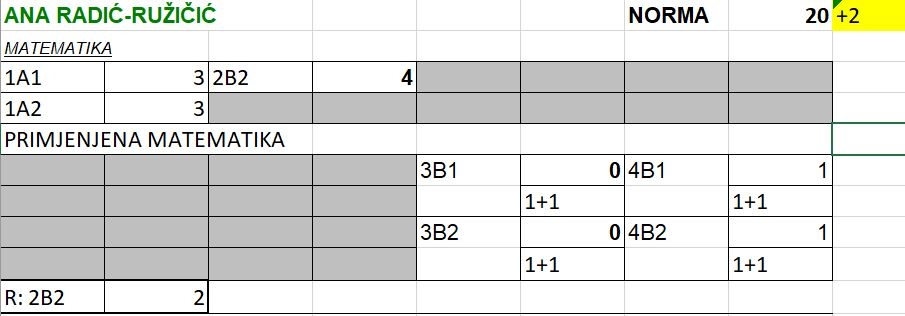 ANA RADIĆ-RUŽIČIĆ NORMA 20 +2
MATEMATIKA
1A1 3 2B2 4
1A2 3
PRIMJENJENA MATEMATIKA
3B1 0 4B1 1
1+1 1+1
3B2 0 4B2 1
1+1 1+1
R: 2B2 2